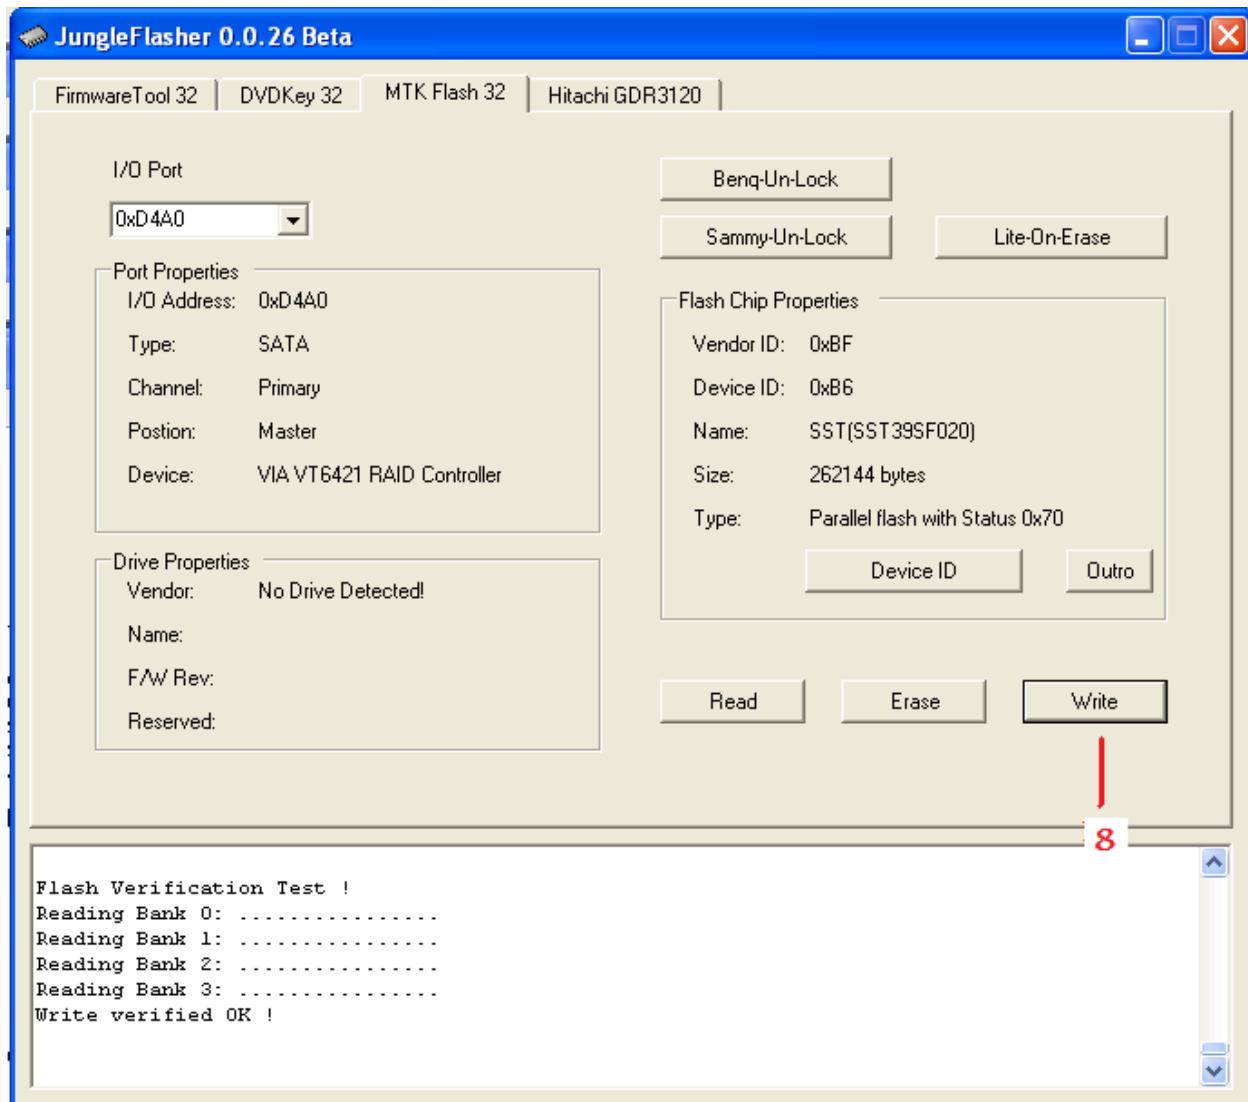 JungleFlasher 0.0.26 Beta
FirmwareTool 32 DVDKey 32 MTK Flash 32 Hitachi GDR3120
I/O Port
0xD4A0
Port Properties
I/O Address: 0xD4A0
Type: SATA
Channel: Primary
Postion: Master
Device: VIA VT6421 RAID Controller
Drive Properties
Vendor: No Drive Detected!
Name:
F/W Rev:
Reserved:
Benq-Un-Lock
Sammy-Un-Lock Lite-On-Erase
Flash Chip Properties
Vendor ID: 0xBF
Device ID: 0xB6
Name: SST(SST39SF020)
Size: 262144 bytes
Type: Parallel flash with Status 0x70
Device ID Outro
Read Erase Write
8
Flash Verification Test !
Reading Bank 0: ................
Reading Bank 1: ................
Reading Bank 2: ................
Reading Bank 3: ................
Write verified OK !